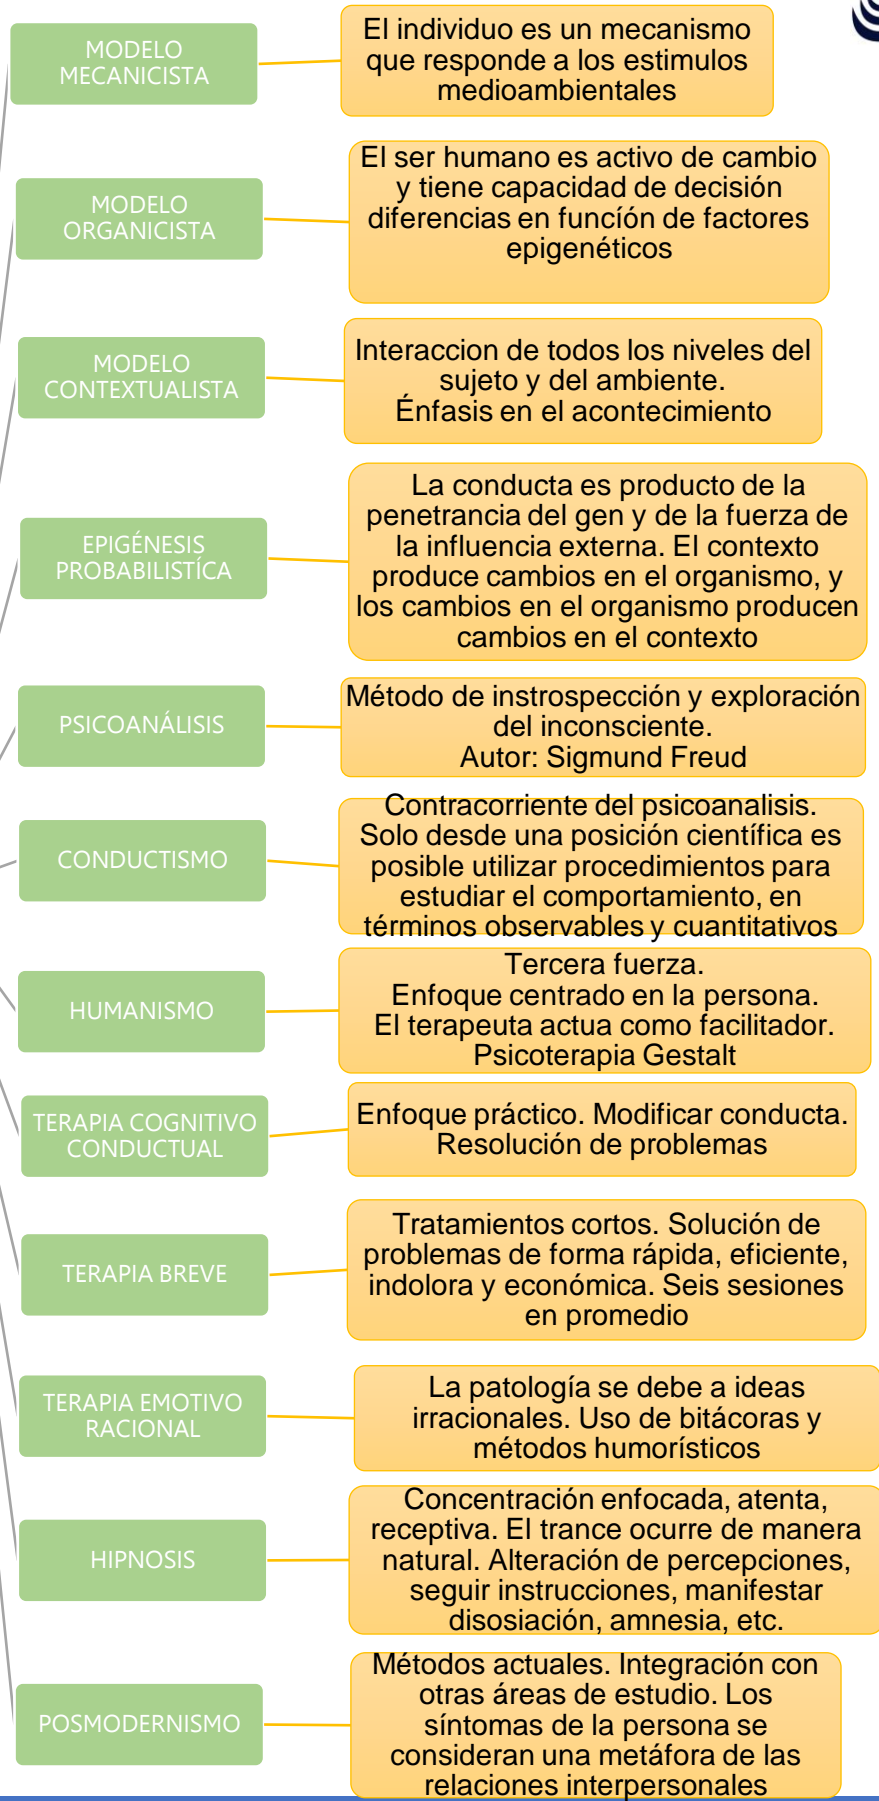 MODELO
MECANICISTA
El individuo es un mecanismo
que responde a los estimulos
medioambientales
MODELO
ORGANICISTA
El ser humano es activo de cambio
y tiene capacidad de decisión
diferencias en funcíón de factores
epigenéticos
MODELO
CONTEXTUALISTA
Interaccion de todos los niveles del
sujeto y del ambiente.
Énfasis en el acontecimiento
EPIGÉNESIS
PROBABILISTÍCA
La conducta es producto de la
penetrancia del gen y de la fuerza de
la influencia externa. El contexto
produce cambios en el organismo, y
los cambios en el organismo producen
cambios en el contexto
PSICOANÁLISIS
Método de instrospección y exploración
del inconsciente.
Autor: Sigmund Freud
CONDUCTISMO
Contracorriente del psicoanalisis.
Solo desde una posición científica es
posible utilizar procedimientos para
estudiar el comportamiento, en
términos observables y cuantitativos
HUMANISMO
Tercera fuerza.
Enfoque centrado en la persona.
El terapeuta actua como facilitador.
Psicoterapia Gestalt
TERAPIA COGNITIVO
CONDUCTUAL
Enfoque práctico. Modificar conducta.
Resolución de problemas
TERAPIA BREVE
Tratamientos cortos. Solución de
problemas de forma rápida, eficiente,
indolora y económica. Seis sesiones
en promedio
TERAPIA EMOTIVO
RACIONAL
La patología se debe a ideas
irracionales. Uso de bitácoras y
métodos humorísticos
HIPNOSIS
Concentración enfocada, atenta,
receptiva. El trance ocurre de manera
natural. Alteración de percepciones,
seguir instrucciones, manifestar
disosiación, amnesia, etc.
POSMODERNISMO
Métodos actuales. Integración con
otras áreas de estudio. Los
síntomas de la persona se
consideran una metáfora de las
relaciones interpersonales